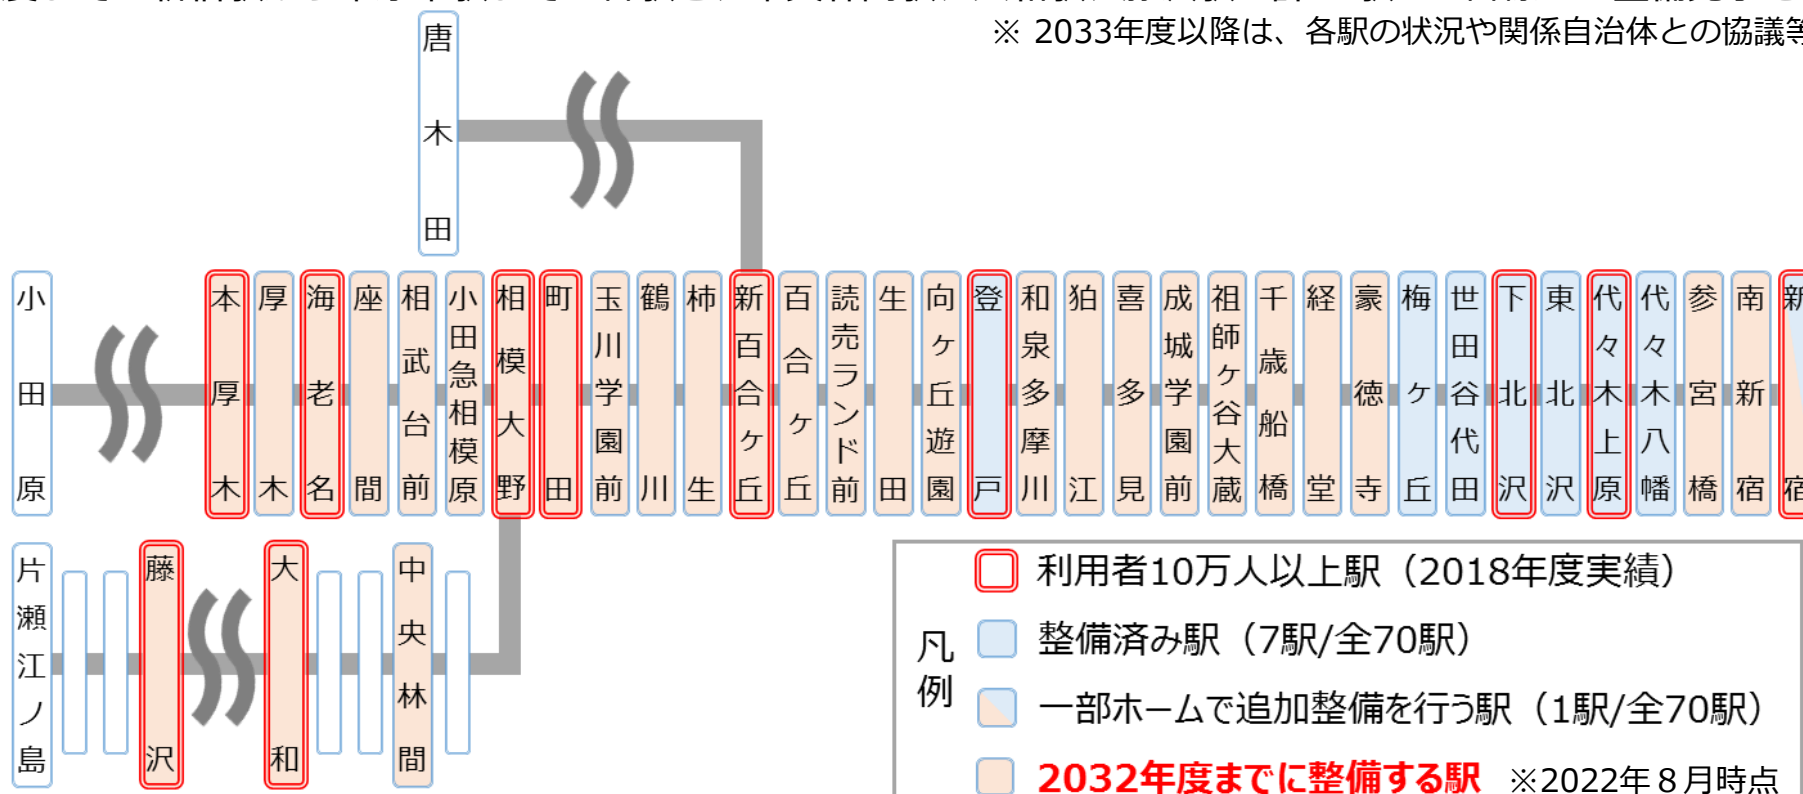 ※ 2033年度以降は、各駅の状況や関係自治体との協議等
唐木田
小田原
本厚木
厚木
海老名
座間
相武台前
小田急相模原
相模大野
町田
玉川学園前
鶴川
柿生
新百合ヶ丘
百合ヶ丘
読売ランド前
生田
向ヶ丘遊園
登戸
和泉多摩川
狛江
喜多見
成城学園前
祖師ヶ谷大蔵
千歳船橋
経堂
豪徳寺
梅ヶ丘
世田谷代田
下北沢
東北沢
代々木上原
代々木八幡
参宮橋
南新宿
新宿
片瀬江ノ島
藤沢
大和
中央林間
凡例
利用者10万人以上駅（2018年度実績）
整備済み駅（7駅/全70駅）
一部ホームで追加整備を行う駅（1駅/全70駅）
2032年度までに整備する駅 ※2022年８月時点